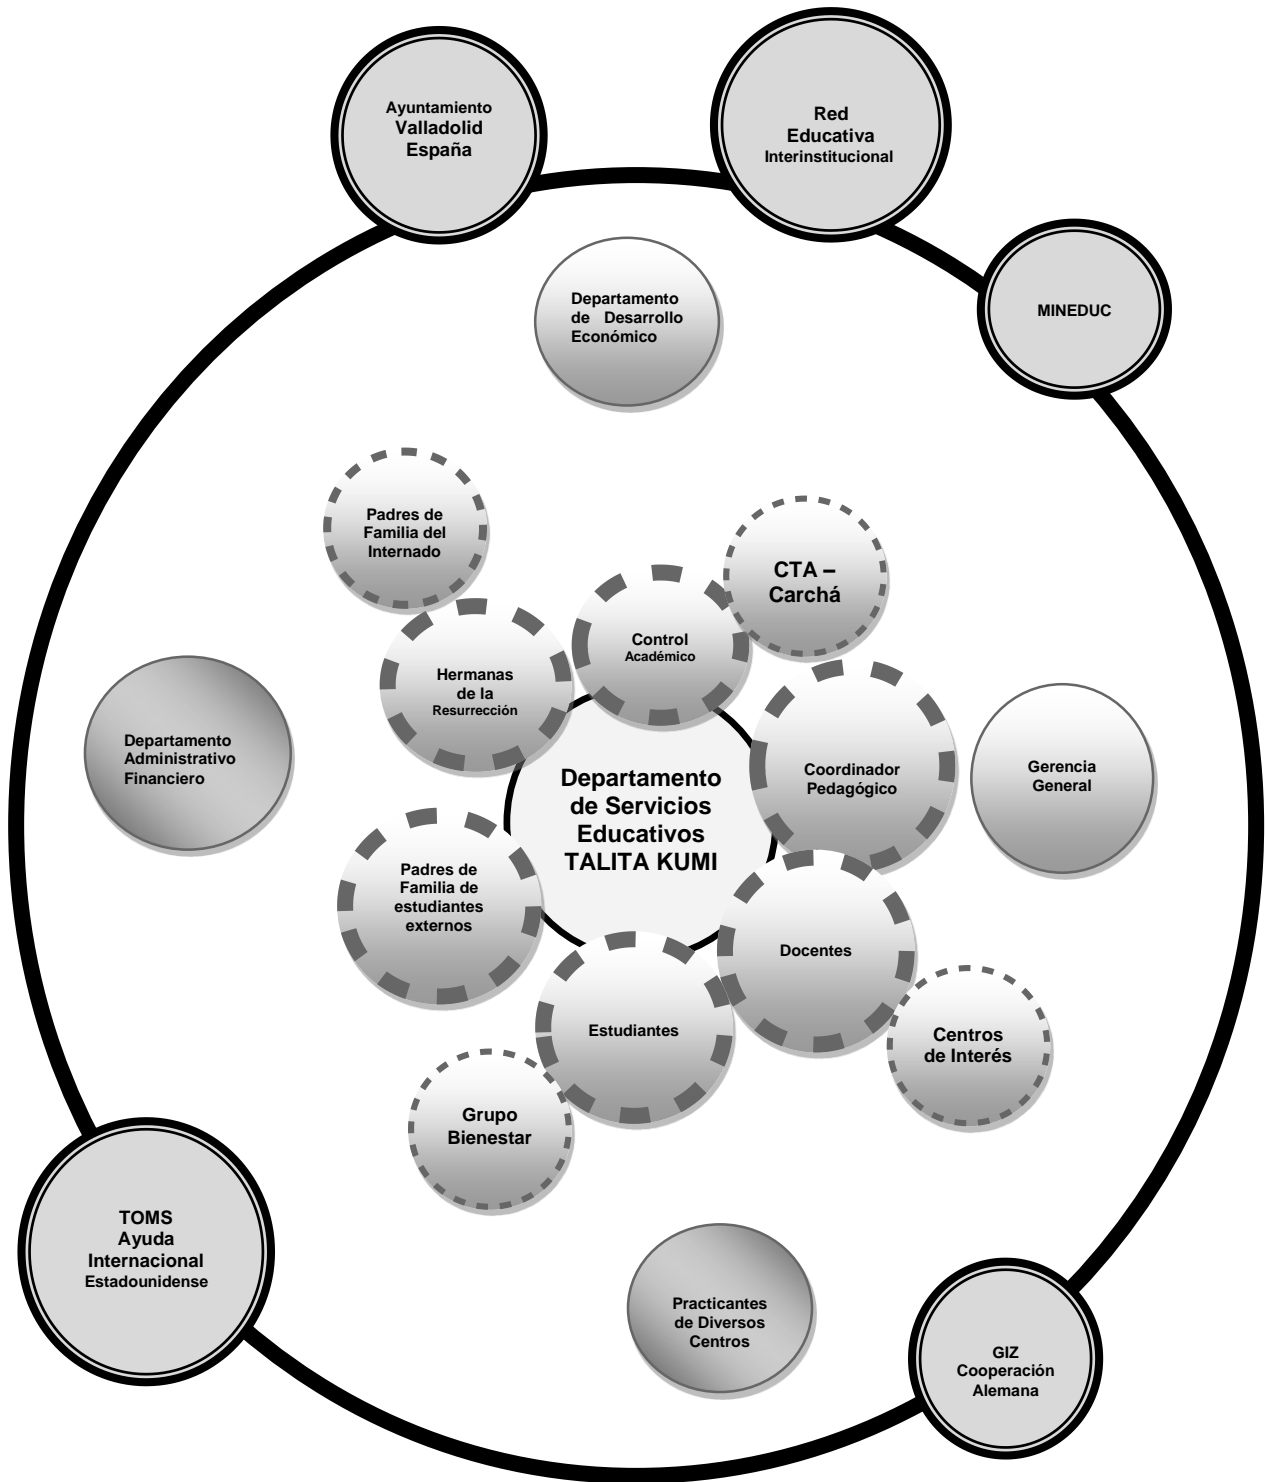 Ayuntamiento
Valladolid
España
Red
Educativa
Interinstitucional
MINEDUC
Departamento
de Desarrollo
Económico
Padres de
Familia del
Internado
CTA –
Carchá
Control
Académico
Hermanas
de la
Resurrección
Departamento
Administrativo
Financiero
Departamento
de Servicios
Educativos
TALITA KUMI
Coordinador
Pedagógico
Gerencia
General
Padres de
Familia de
estudiantes
externos
Docentes
Estudiantes
Centros
de Interés
Grupo
Bienestar
TOMS
Ayuda
Internacional
Estadounidense
Practicantes
de Diversos
Centros
GIZ
Cooperación
Alemana